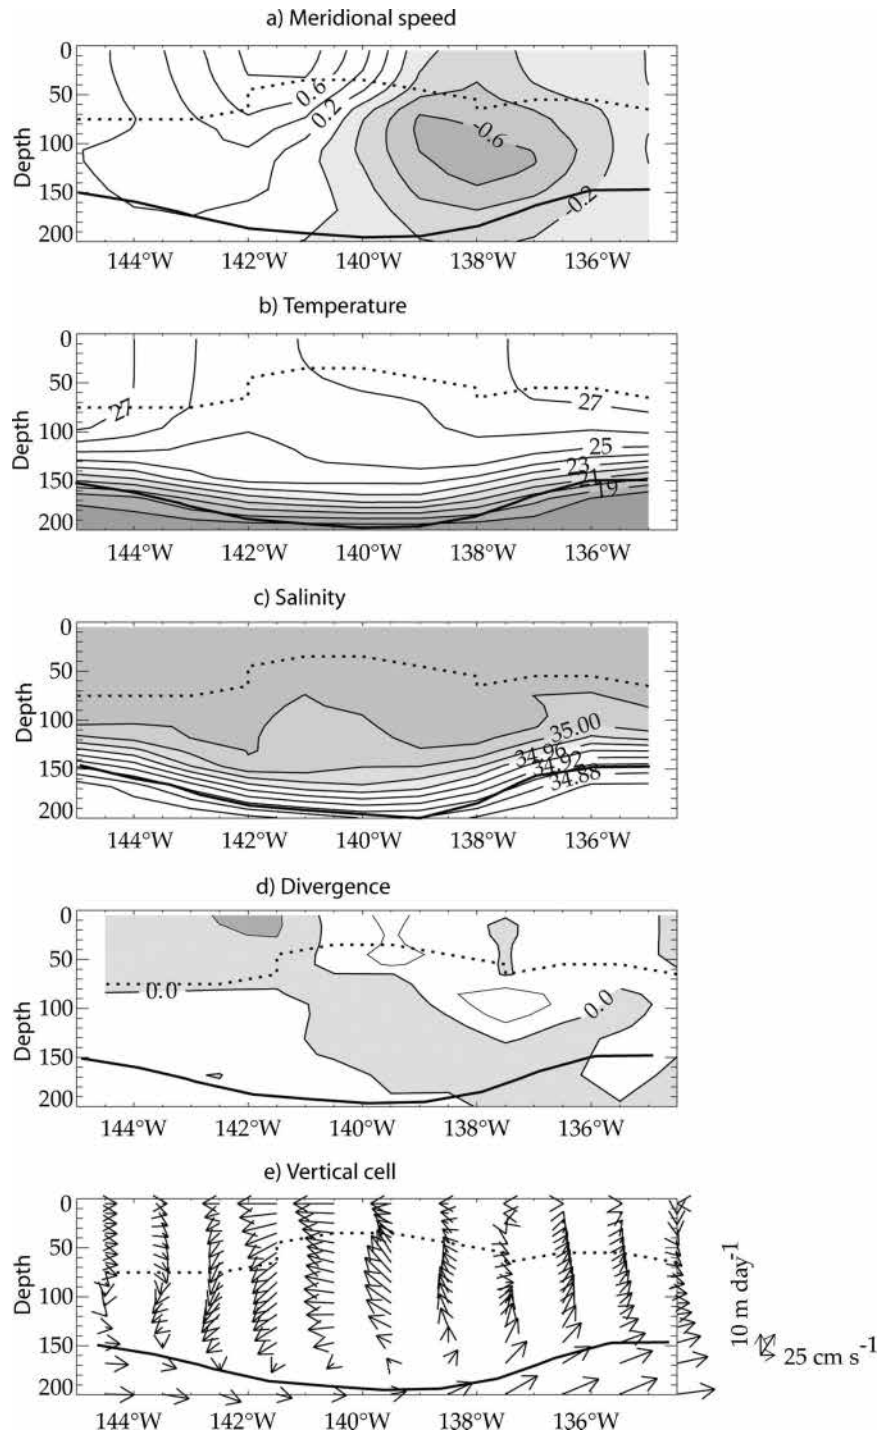 a) Meridional speed
0
50
100
150
200
Depth
0.6
0.2
-0.6
-0.2
144°W 142°W 140°W 138°W 136°W
b) Temperature
0
50
100
150
200
Depth
27
27
25
23
21
19
144°W 142°W 140°W 138°W 136°W
c) Salinity
0
50
100
150
200
Depth
35.00
34.96
34.92
34.88
144°W 142°W 140°W 138°W 136°W
d) Divergence
0
50
100
150
200
Depth
0.0
0.0
144°W 142°W 140°W 138°W 136°W
e) Vertical cell
0
50
100
150
200
Depth
10 m day⁻¹
25 cm s⁻¹
144°W 142°W 140°W 138°W 136°W